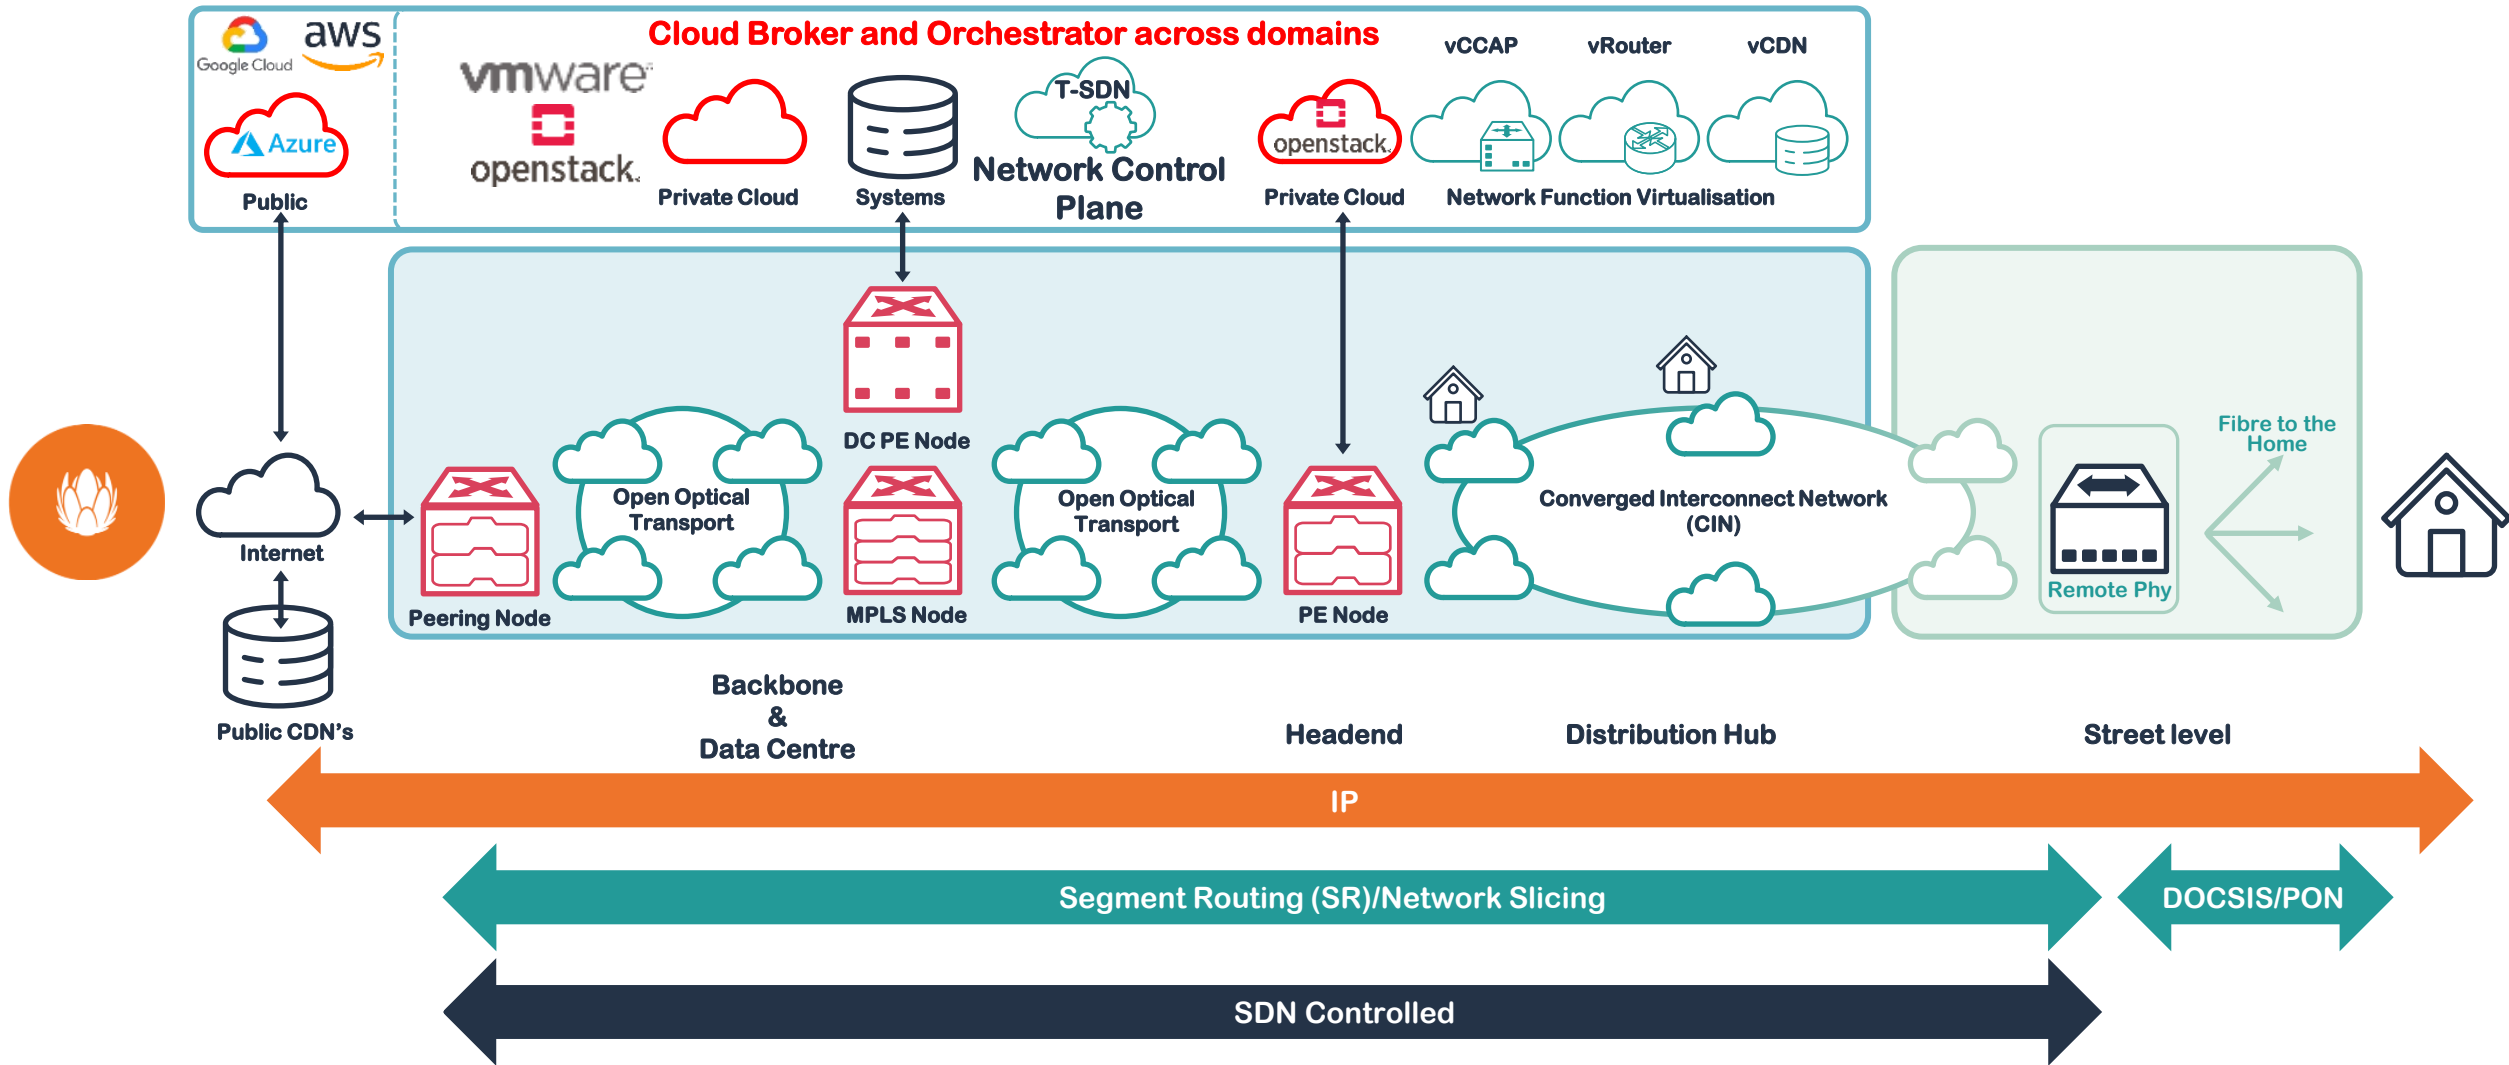 Google Cloud
aws
Azure
Public
Cloud Broker and Orchestrator across domains
vmware
openstack.
Private Cloud
Systems
T-SDN
Network Control
Plane
openstack.
Private Cloud
vCCAP
vRouter
vCDN
Network Function Virtualisation
Internet
Public CDN's
DC PE Node
Peering Node
Open Optical
Transport
MPLS Node
Open Optical
Transport
PE Node
Converged Interconnect Network
(CIN)
Remote Phy
Fibre to the
Home
Backbone
&
Data Centre
Headend
Distribution Hub
Street level
IP
Segment Routing (SR)/Network Slicing
DOCSIS/PON
SDN Controlled